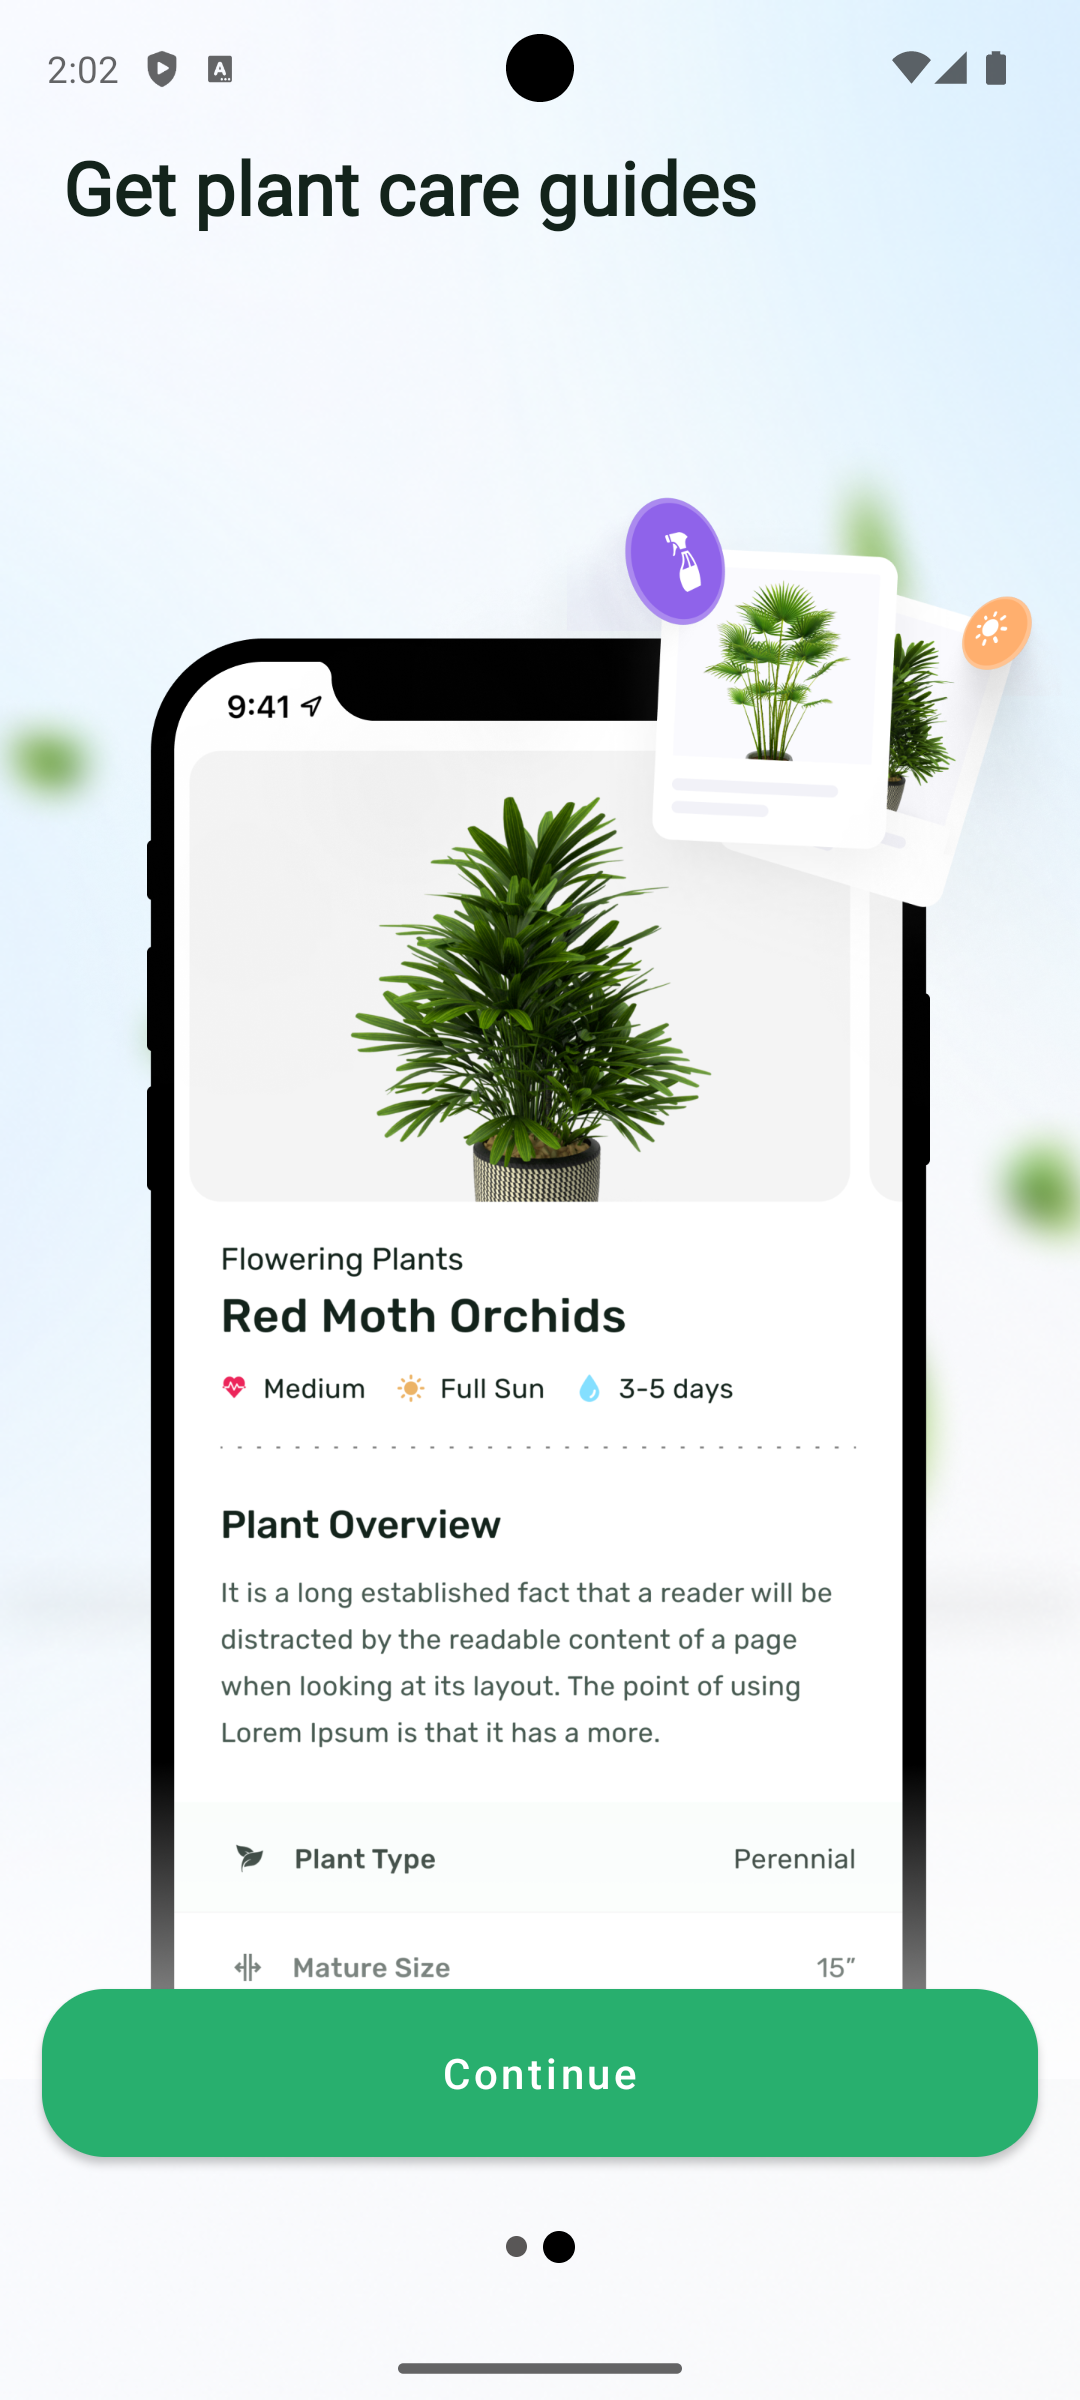 2:02
Get plant care guides
9:41
Flowering Plants
Red Moth Orchids
Medium Full Sun 3-5 days
Plant Overview
It is a long established fact that a reader will be
distracted by the readable content of a page
when looking at its layout. The point of using
Lorem Ipsum is that it has a more.
Plant Type Perennial
Mature Size 15”
Continue